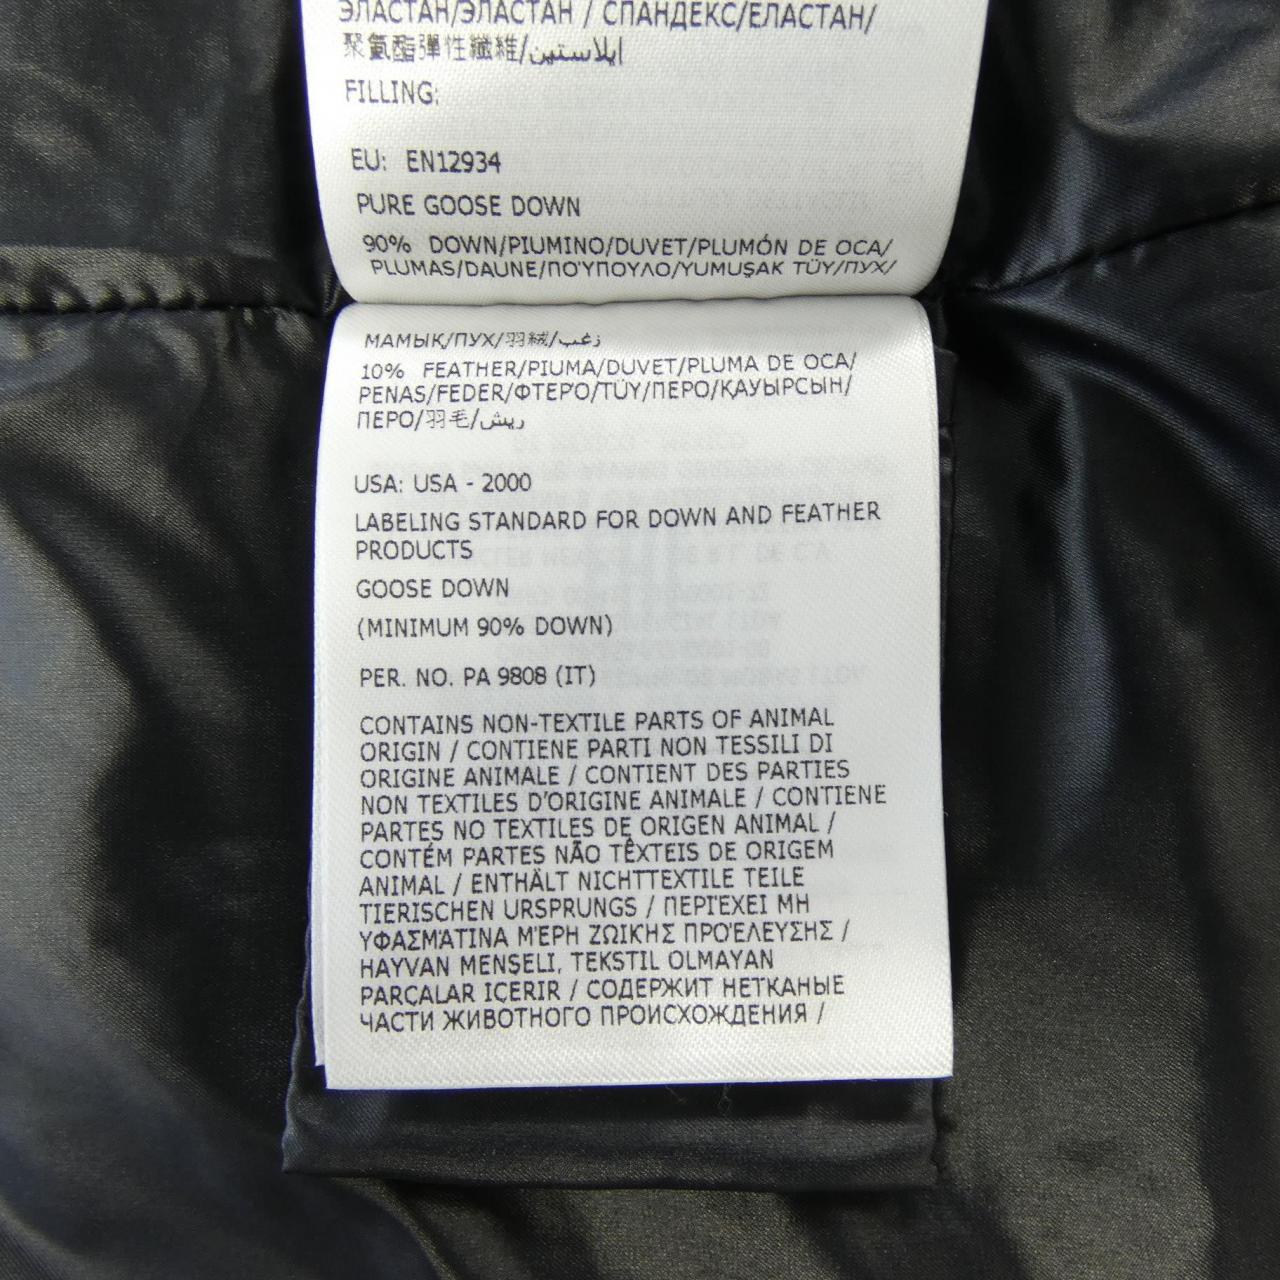 ЭЛАСТАН/ЭЛАСТАН / СПАНДЕКС/ЕЛАСТАН/
聚氨酯彈性纖維/إيلاستين
FILLING:
EU: EN12934
PURE GOOSE DOWN
90% DOWN/PIUMINO/DUVET/PLUMÓN DE OCA/
PLUMAS/DAUNE/ΠΟΎΠΟΥΛΟ/YUMUŞAK TÜY/ПУХ/
МАМЫҚ/ПУХ/羽絨/زغب
10% FEATHER/PIUMA/DUVET/PLUMA DE OCA/
PENAS/FEDER/ΦΤΕΡΌ/TÜY/ПЕРО/ҚАУЫРСЫН/
ПЕРО/羽毛/ريش
USA: USA - 2000
LABELING STANDARD FOR DOWN AND FEATHER
PRODUCTS
GOOSE DOWN
(MINIMUM 90% DOWN)
PER. NO. PA 9808 (IT)
CONTAINS NON-TEXTILE PARTS OF ANIMAL
ORIGIN / CONTIENE PARTI NON TESSILI DI
ORIGINE ANIMALE / CONTIENT DES PARTIES
NON TEXTILES D'ORIGINE ANIMALE / CONTIENE
PARTES NO TEXTILES DE ORIGEN ANIMAL /
CONTÉM PARTES NÃO TÊXTEIS DE ORIGEM
ANIMAL / ENTHÄLT NICHTTEXTILE TEILE
TIERISCHEN URSPRUNGS / ΠΕΡΙΈΧΕΙ ΜΗ
ΥΦΑΣΜΆΤΙΝΑ ΜΈΡΗ ΖΩΙΚΗΣ ΠΡΟΈΛΕΥΣΗΣ /
HAYVAN MENŞELİ, TEKSTIL OLMAYAN
PARÇALAR IÇERIR / СОДЕРЖИТ НЕТКАНЫЕ
ЧАСТИ ЖИВОТНОГО ПРОИСХОЖДЕНИЯ /